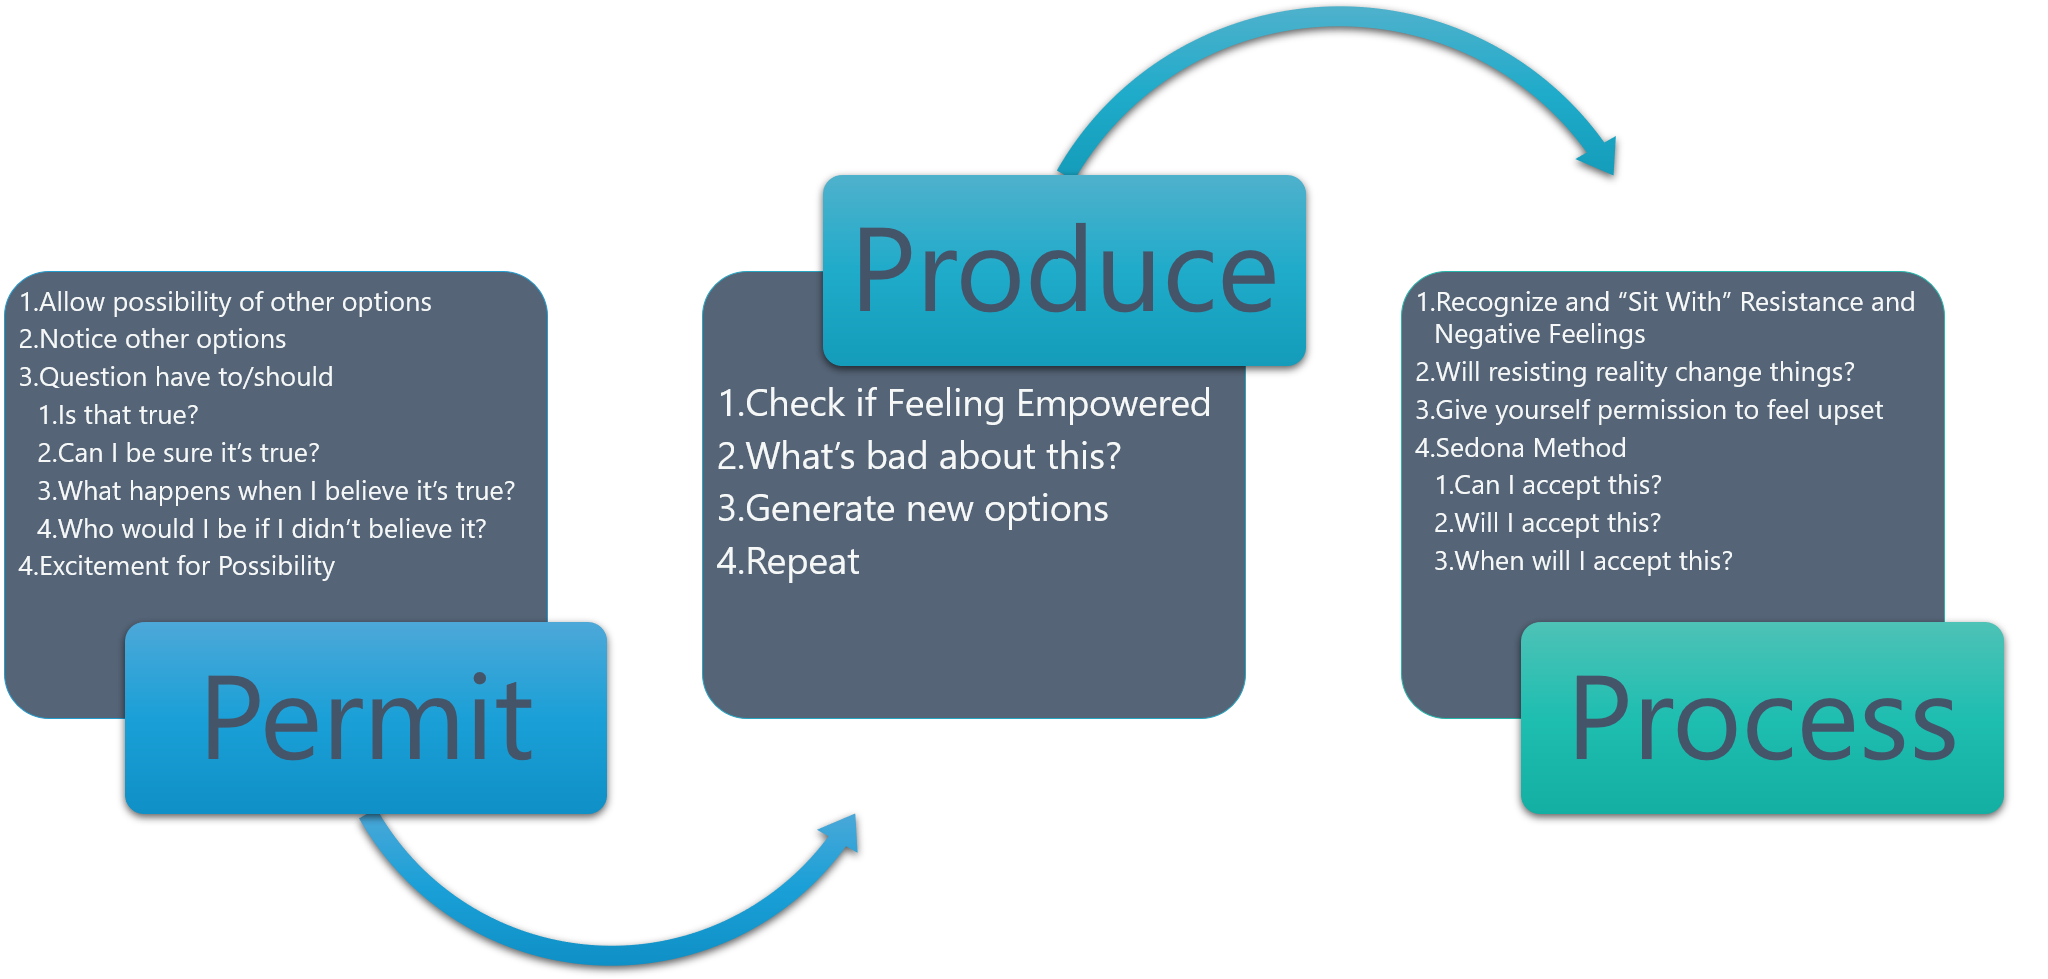 1.Allow possibility of other options
2.Notice other options
3.Question have to/should
1.Is that true?
2.Can I be sure it’s true?
3.What happens when I believe it’s true?
4.Who would I be if I didn’t believe it?
4.Excitement for Possibility
Permit
Produce
1.Check if Feeling Empowered
2.What’s bad about this?
3.Generate new options
4.Repeat
1.Recognize and “Sit With” Resistance and
Negative Feelings
2.Will resisting reality change things?
3.Give yourself permission to feel upset
4.Sedona Method
1.Can I accept this?
2.Will I accept this?
3.When will I accept this?
Process